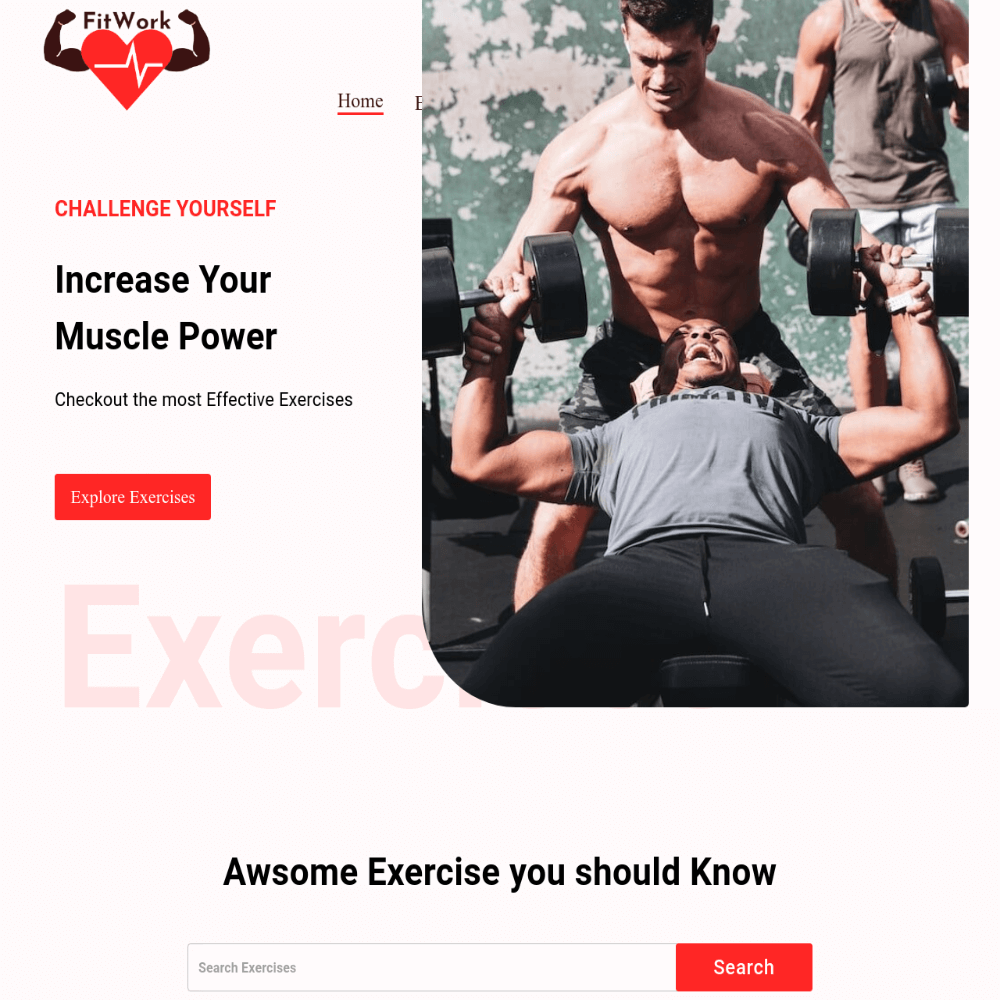 FitWork
Home
CHALLENGE YOURSELF
Increase Your
Muscle Power
Checkout the most Effective Exercises
Explore Exercises
Awsome Exercise you should Know
Search Exercises
Search